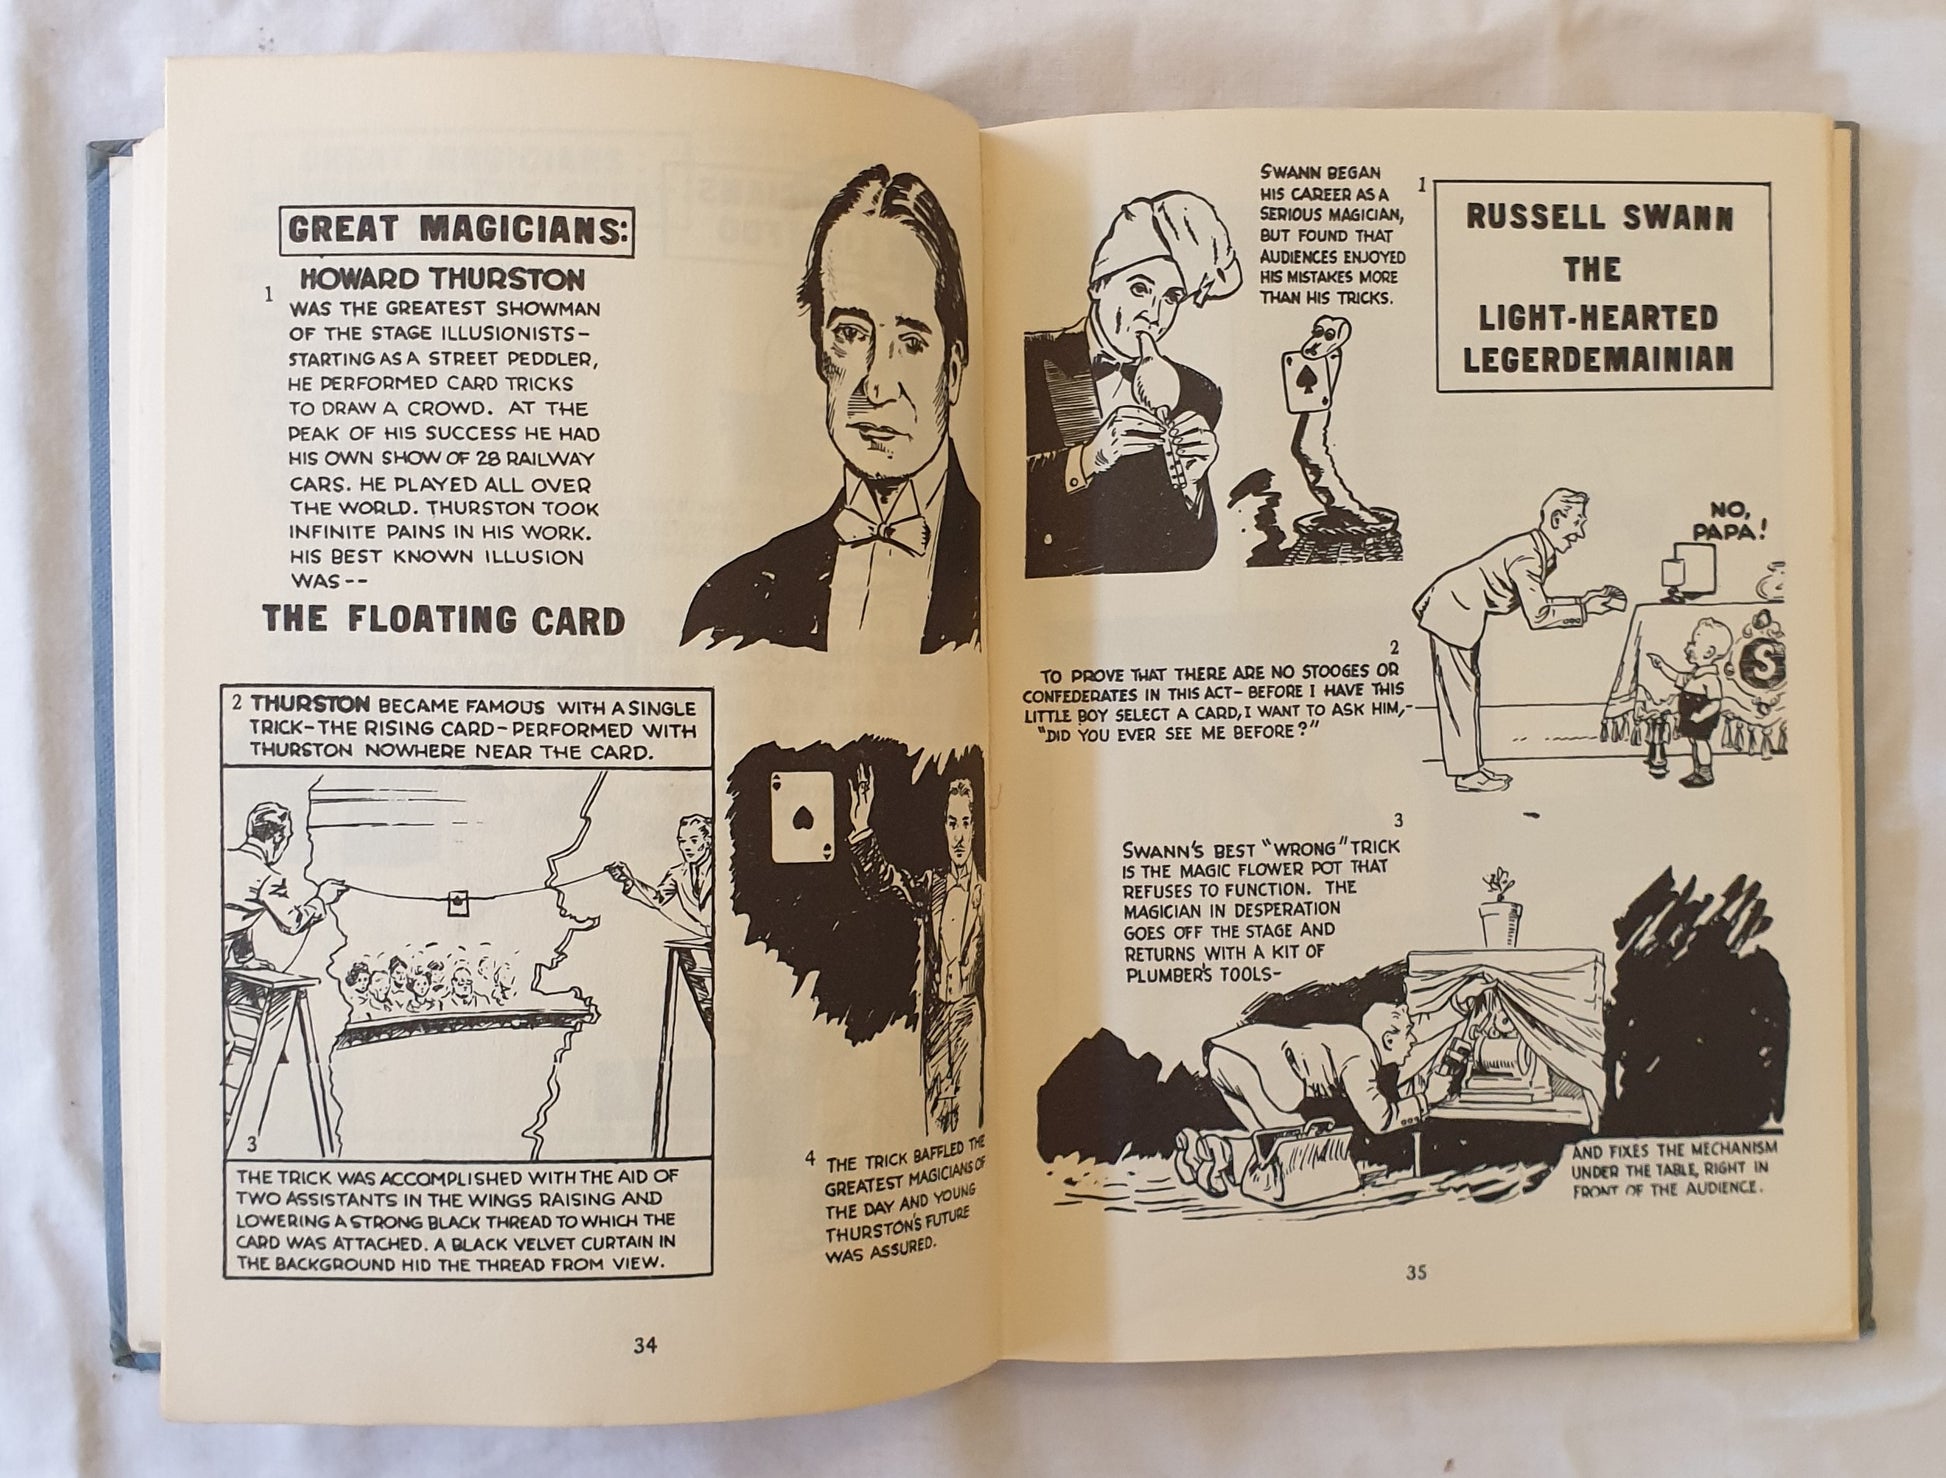 GREAT MAGICIANS:
1
HOWARD THURSTON
WAS THE GREATEST SHOWMAN
OF THE STAGE ILLUSIONISTS-
STARTING AS A STREET PEDDLER,
HE PERFORMED CARD TRICKS
TO DRAW A CROWD. AT THE
PEAK OF HIS SUCCESS HE HAD
HIS OWN SHOW OF 28 RAILWAY
CARS. HE PLAYED ALL OVER
THE WORLD. THURSTON TOOK
INFINITE PAINS IN HIS WORK.
HIS BEST KNOWN ILLUSION
WAS--
THE FLOATING CARD
2 THURSTON BECAME FAMOUS WITH A SINGLE
TRICK-THE RISING CARD-PERFORMED WITH
THURSTON NOWHERE NEAR THE CARD.
3
THE TRICK WAS ACCOMPLISHED WITH THE AID OF
TWO ASSISTANTS IN THE WINGS RAISING AND
LOWERING A STRONG BLACK THREAD TO WHICH THE
CARD WAS ATTACHED. A BLACK VELVET CURTAIN IN
THE BACKGROUND HID THE THREAD FROM VIEW.
4 THE TRICK BAFFLED THE
GREATEST MAGICIANS OF
THE DAY AND YOUNG
THURSTON'S FUTURE
WAS ASSURED.
34
1
RUSSELL SWANN
THE
LIGHT-HEARTED
LEGERDEMAINIAN
SWANN BEGAN
HIS CAREER AS A
SERIOUS MAGICIAN,
BUT FOUND THAT
AUDIENCES ENJOYED
HIS MISTAKES MORE
THAN HIS TRICKS.
NO,
PAPA!
S
2
TO PROVE THAT THERE ARE NO STOOGES OR
CONFEDERATES IN THIS ACT- BEFORE I HAVE THIS
LITTLE BOY SELECT A CARD, I WANT TO ASK HIM,-
"DID YOU EVER SEE ME BEFORE?"
3
SWANN'S BEST "WRONG" TRICK
IS THE MAGIC FLOWER POT THAT
REFUSES TO FUNCTION. THE
MAGICIAN IN DESPERATION
GOES OFF THE STAGE AND
RETURNS WITH A KIT OF
PLUMBER'S TOOLS-
AND FIXES THE MECHANISM
UNDER THE TABLE, RIGHT IN
FRONT OF THE AUDIENCE.
35